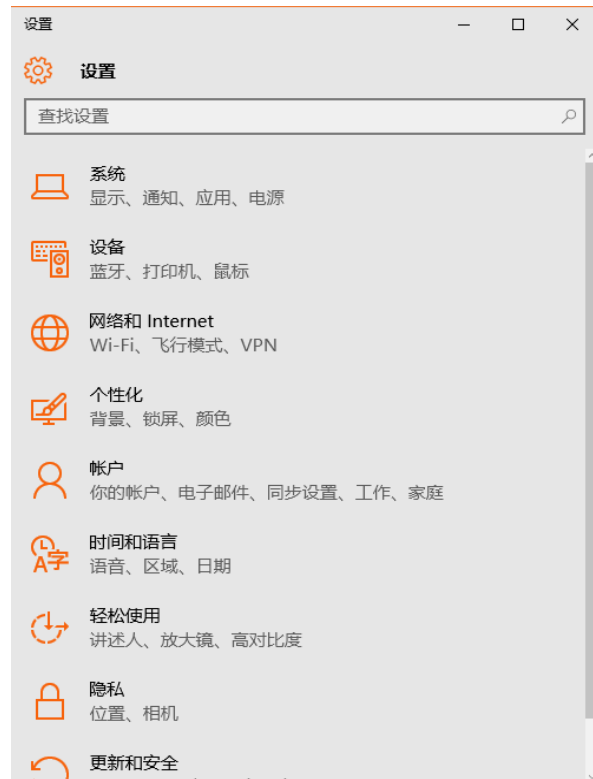 设置
设置
查找设置
系统
显示、通知、应用、电源
设备
蓝牙、打印机、鼠标
网络和 Internet
Wi-Fi、飞行模式、VPN
个性化
背景、锁屏、颜色
帐户
你的帐户、电子邮件、同步设置、工作、家庭
时间和语言
语音、区域、日期
轻松使用
讲述人、放大镜、高对比度
隐私
位置、相机
更新和安全